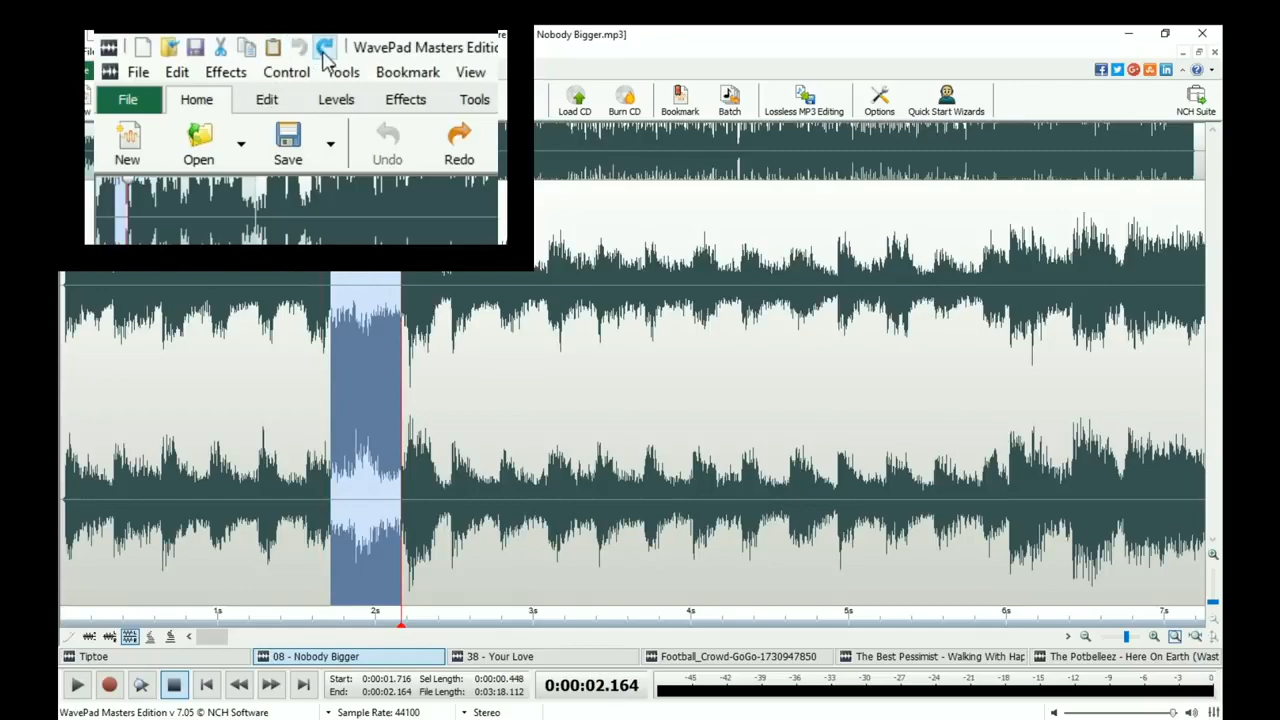 Nobody Bigger.mp3]
WavePad Masters Editic
File Edit Effects Control Tools Bookmark View
File Home Edit Levels Effects Tools
New Open Save Undo Redo
Load CD Burn CD Bookmark Batch Lossless MP3 Editing Options Quick Start Wizards NCH Suite
1s 2s 3s 4s 5s 6s 7s
Tiptoe 08 - Nobody Bigger 38 - Your Love Football_Crowd-GoGo-1730947850 The Best Pessimist - Walking With Hap The Potbelleez - Here On Earth (Wast
Start: 0:00:01.716 Sel Length: 0:00:00.448
End: 0:00:02.164 File Length: 0:03:18.112
0:00:02.164
-45 -42 -39 -36 -33 -30 -27 -24 -21 -18 -15 -12 -9 -6 -3 0
WavePad Masters Edition v 7.05 © NCH Software Sample Rate: 44100 Stereo